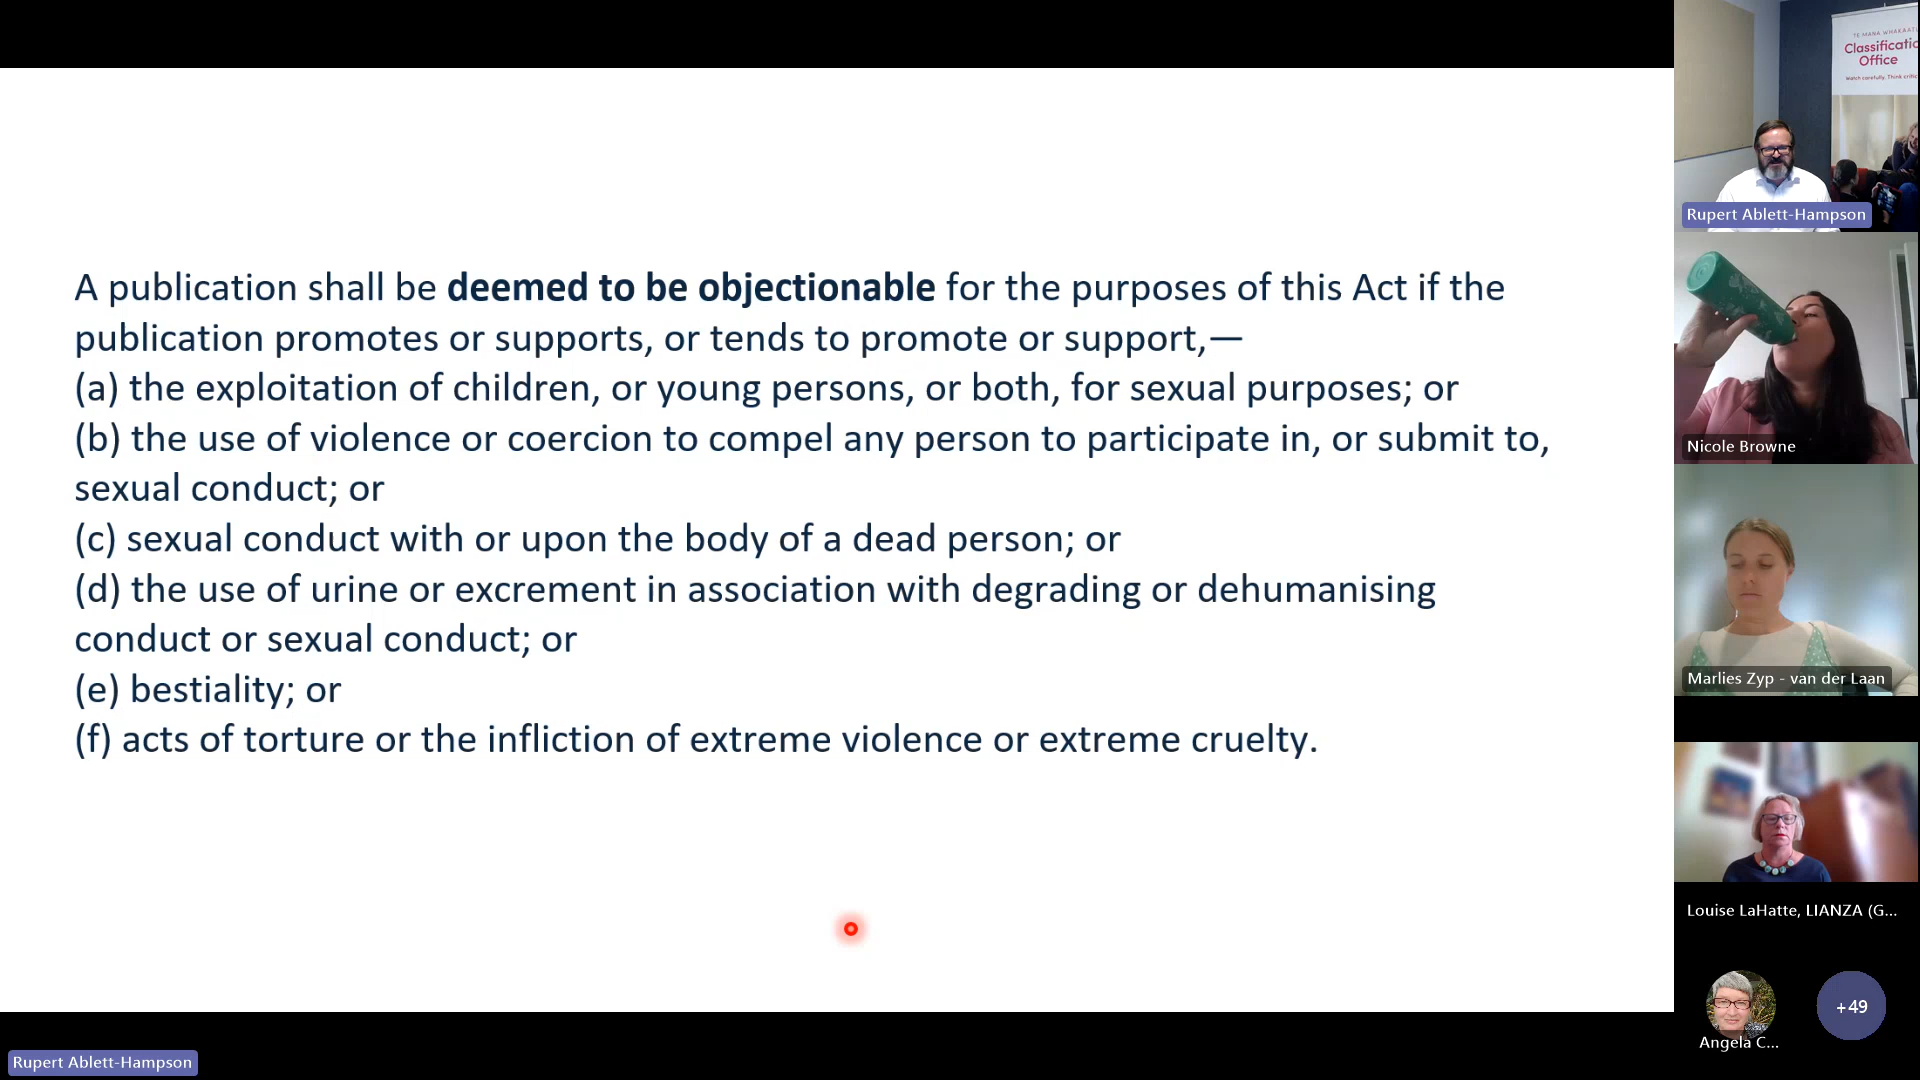 A publication shall be deemed to be objectionable for the purposes of this Act if the
publication promotes or supports, or tends to promote or support,—
(a) the exploitation of children, or young persons, or both, for sexual purposes; or
(b) the use of violence or coercion to compel any person to participate in, or submit to,
sexual conduct; or
(c) sexual conduct with or upon the body of a dead person; or
(d) the use of urine or excrement in association with degrading or dehumanising
conduct or sexual conduct; or
(e) bestiality; or
(f) acts of torture or the infliction of extreme violence or extreme cruelty.
Rupert Ablett-Hampson
TE MANA
Office
Watch carefully. Think
Rupert Ablett-Hampson
Nicole Browne
Marlies Zyp - van der Laan
Louise LaHatte, LIANZA (G...
Angela C...
+49